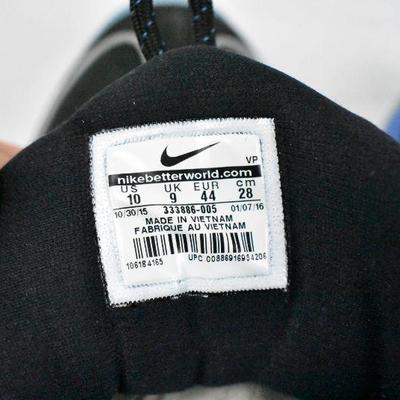 VP
nikebetterworld.com
US UK EUR cm
10 9 44 28
10/30/15 333886-005 01/07/16
MADE IN VIETNAM
FABRIQUE AU VIETNAM
106184165 UPC 00886916954206